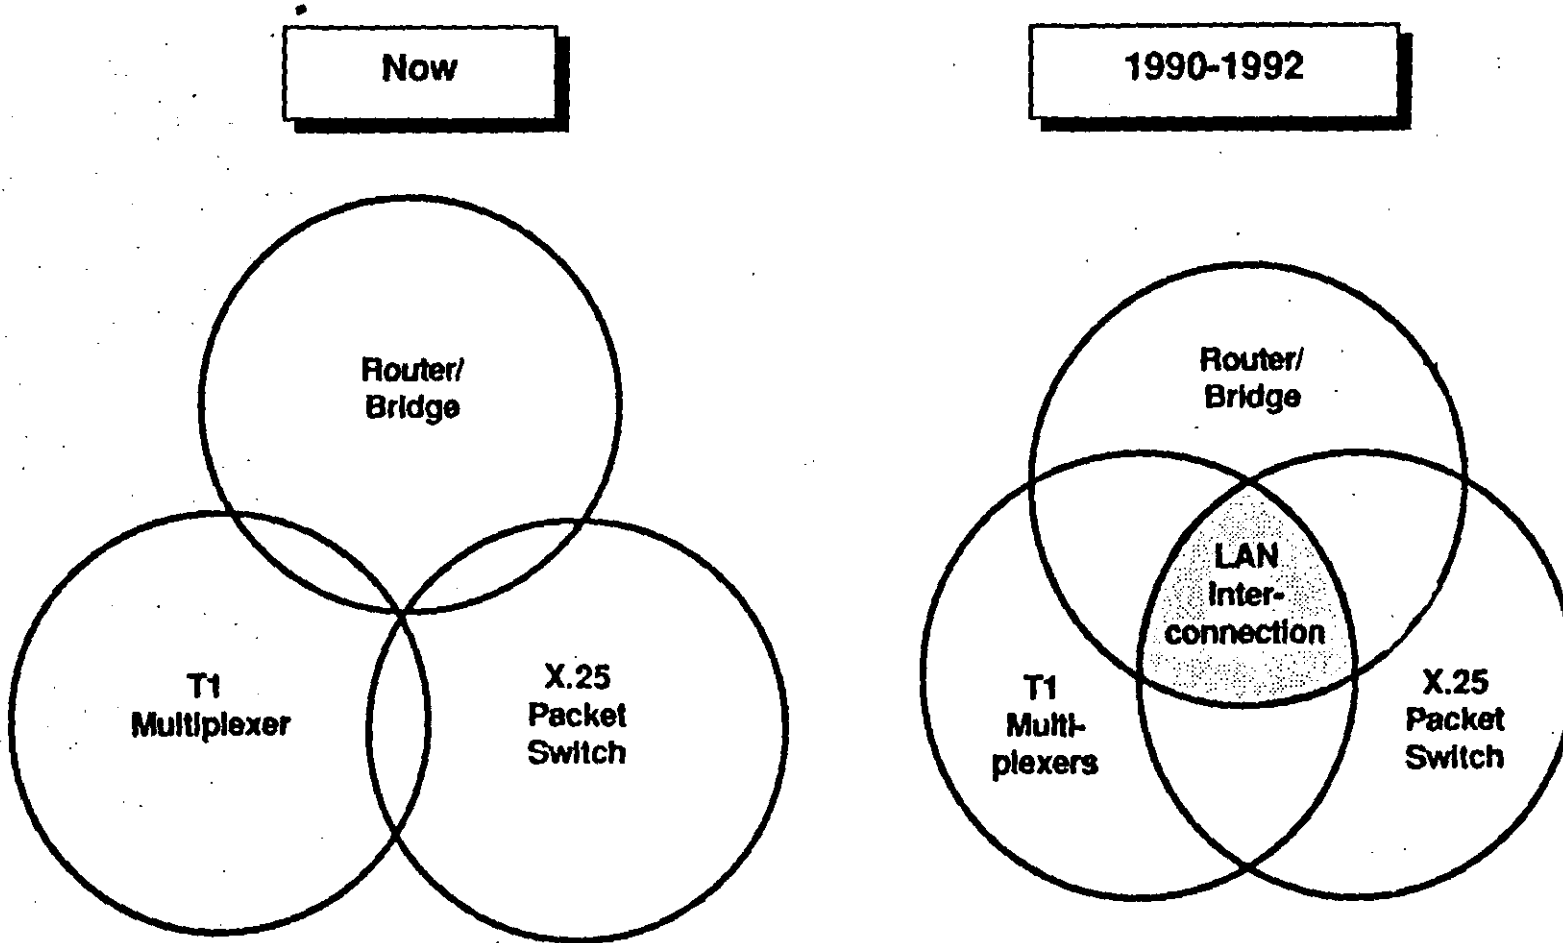 Now
Router/
Bridge
T1
Multiplexer
X.25
Packet
Switch
1990-1992
Router/
Bridge
LAN
Inter-
connection
T1
Multi-
plexers
X.25
Packet
Switch